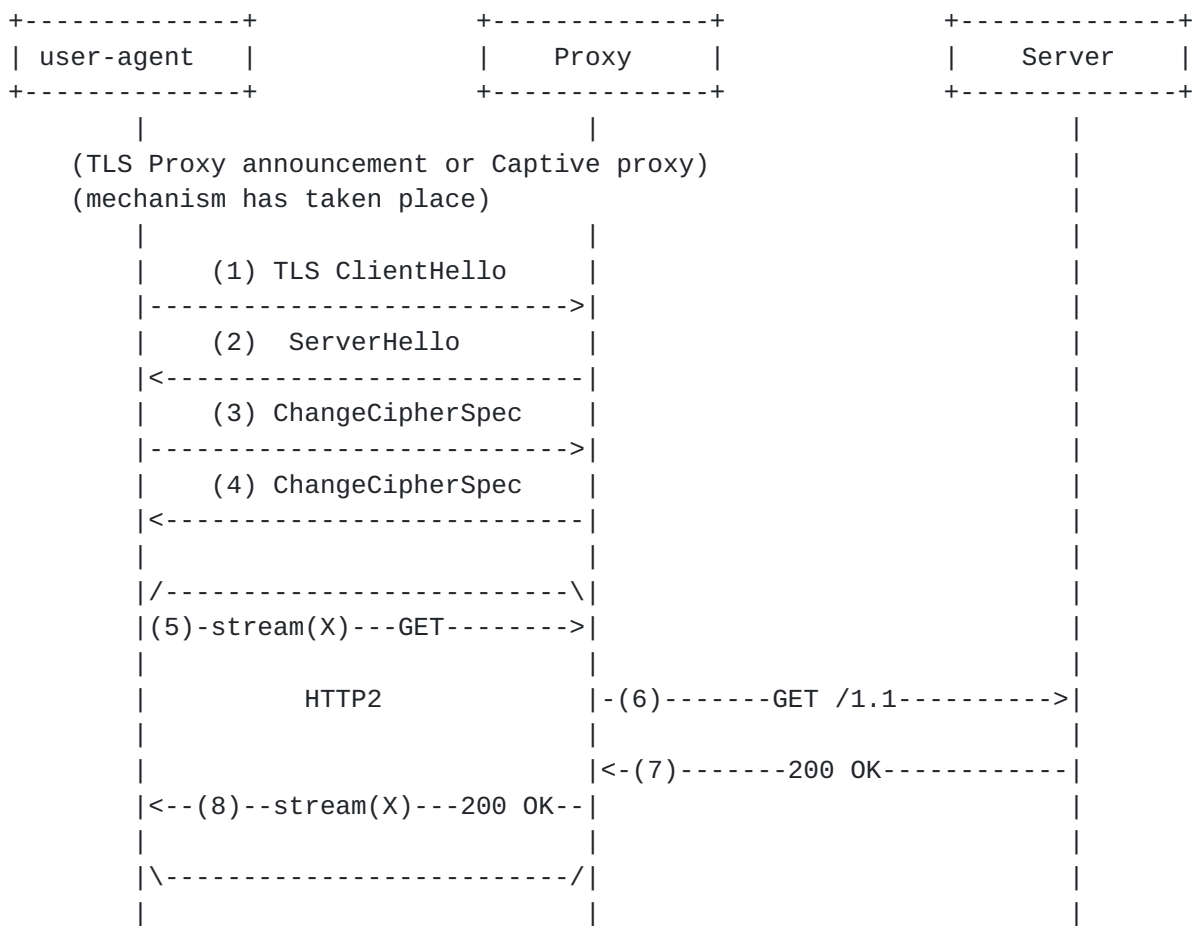 +--------------+ +--------------+ +--------------+
| user-agent | | Proxy | | Server |
+--------------+ +--------------+ +--------------+
| | |
(TLS Proxy announcement or Captive proxy) |
(mechanism has taken place) |
| | |
| (1) TLS ClientHello | |
|--------------------------->| |
| (2) ServerHello | |
|<---------------------------| |
| (3) ChangeCipherSpec | |
|--------------------------->| |
| (4) ChangeCipherSpec | |
|<---------------------------| |
| | |
|/--------------------------\| |
|(5)-stream(X)---GET-------->| |
| | |
| HTTP2 |-(6)-------GET /1.1---------->|
| | |
| |<-(7)-------200 OK------------|
|<--(8)--stream(X)---200 OK--| |
| | |
|\--------------------------/| |
| | |